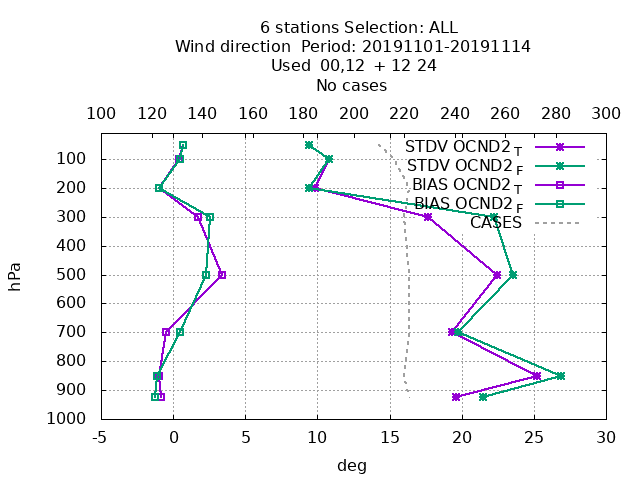 6 stations Selection: ALL
Wind direction  Period: 20191101-20191114
Used  00,12  + 12 24
No cases
100 120 140 160 180 200 220 240 260 280 300
STDV OCND2 T
STDV OCND2 F
BIAS OCND2 T
BIAS OCND2 F
CASES
100
200
300
400
500
600
700
800
900
1000
hPa
-5 0 5 10 15 20 25 30
deg